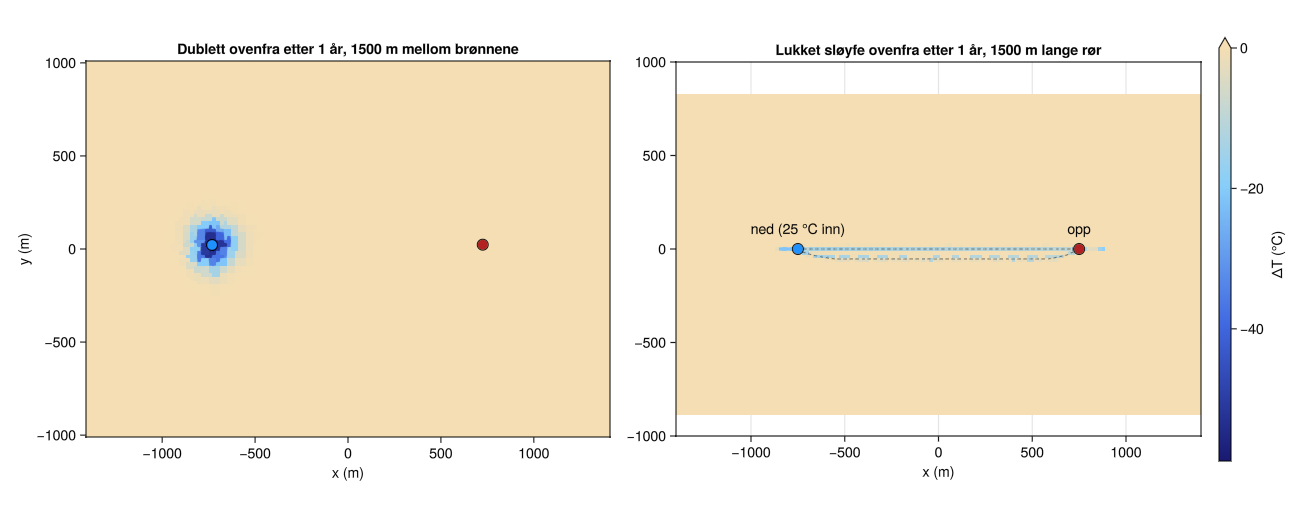 Dublett ovenfra etter 1 år, 1500 m mellom brønnene
1000
500
0
−500
−1000
y (m)
−1000
−500
0
500
1000
x (m)
Lukket sløyfe ovenfra etter 1 år, 1500 m lange rør
1000
500
0
−500
−1000
ned (25 °C inn)
opp
−1000
−500
0
500
1000
x (m)
0
−20
−40
ΔT (°C)